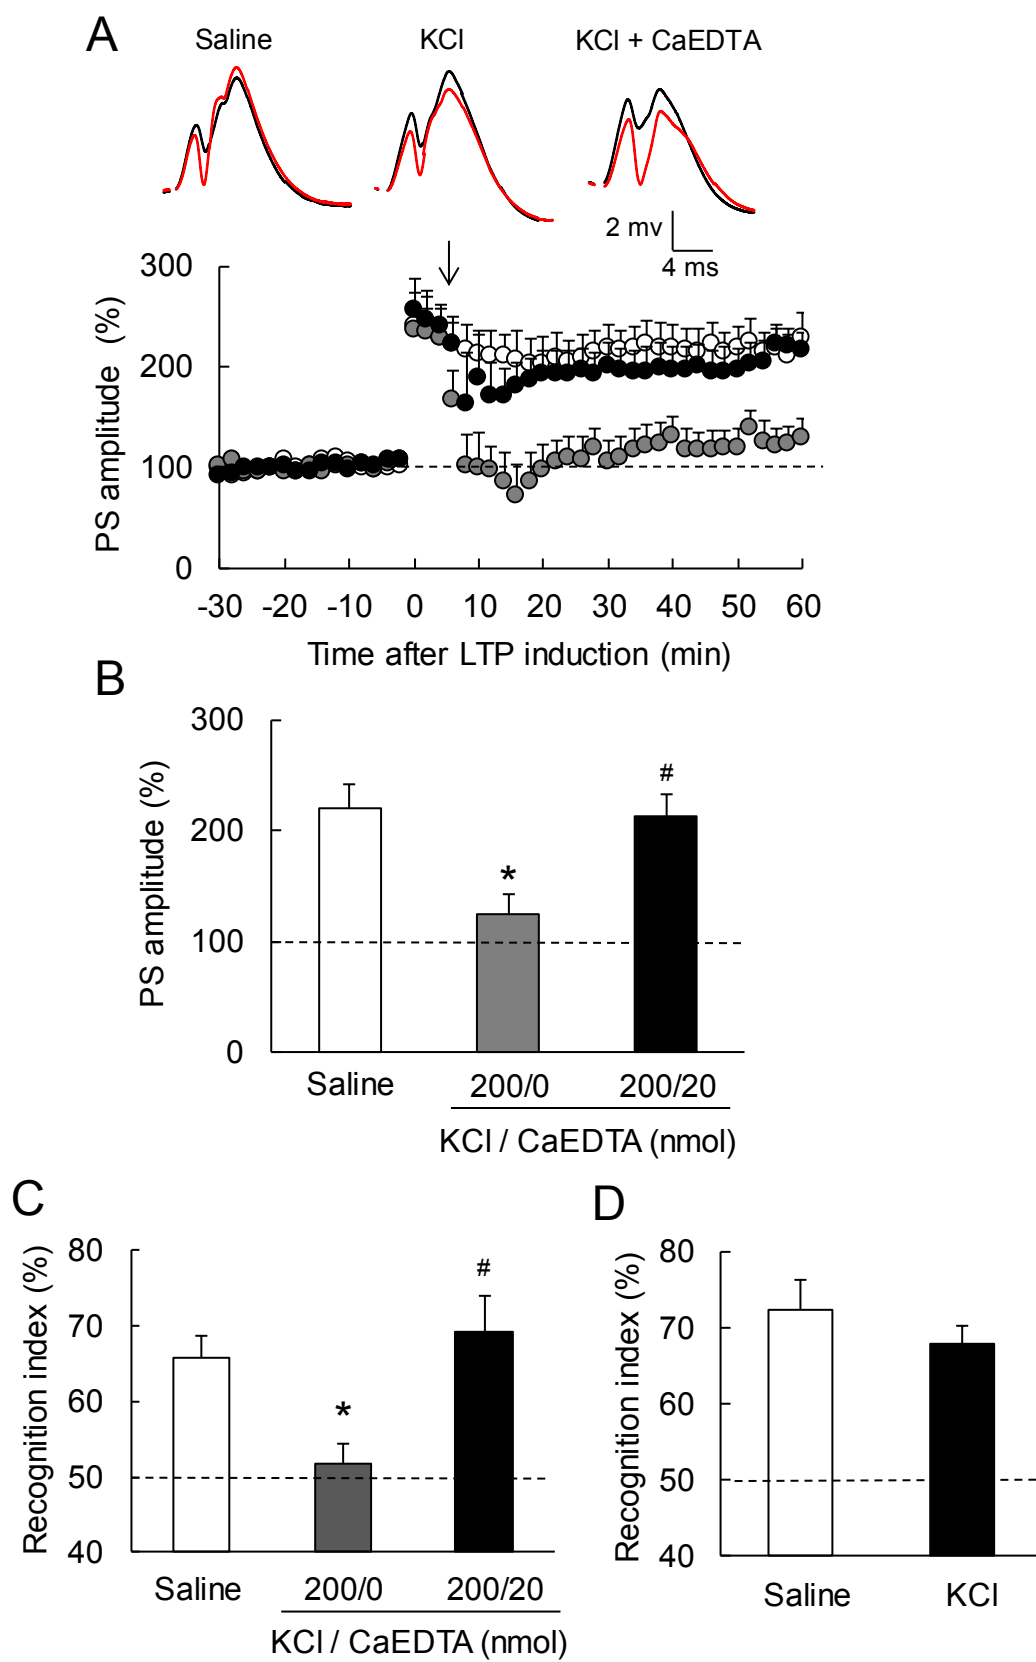 A
Saline
KCl
KCl + CaEDTA
2 mv
4 ms
PS amplitude (%)
300
200
100
0
-30 -20 -10 0 10 20 30 40 50 60
Time after LTP induction (min)
B
PS amplitude (%)
300
200
100
0
*
#
Saline 200/0 200/20
KCl / CaEDTA (nmol)
C
Recognition index (%)
80
70
60
50
40
*
#
Saline 200/0 200/20
KCl / CaEDTA (nmol)
D
Recognition index (%)
80
70
60
50
40
Saline KCl